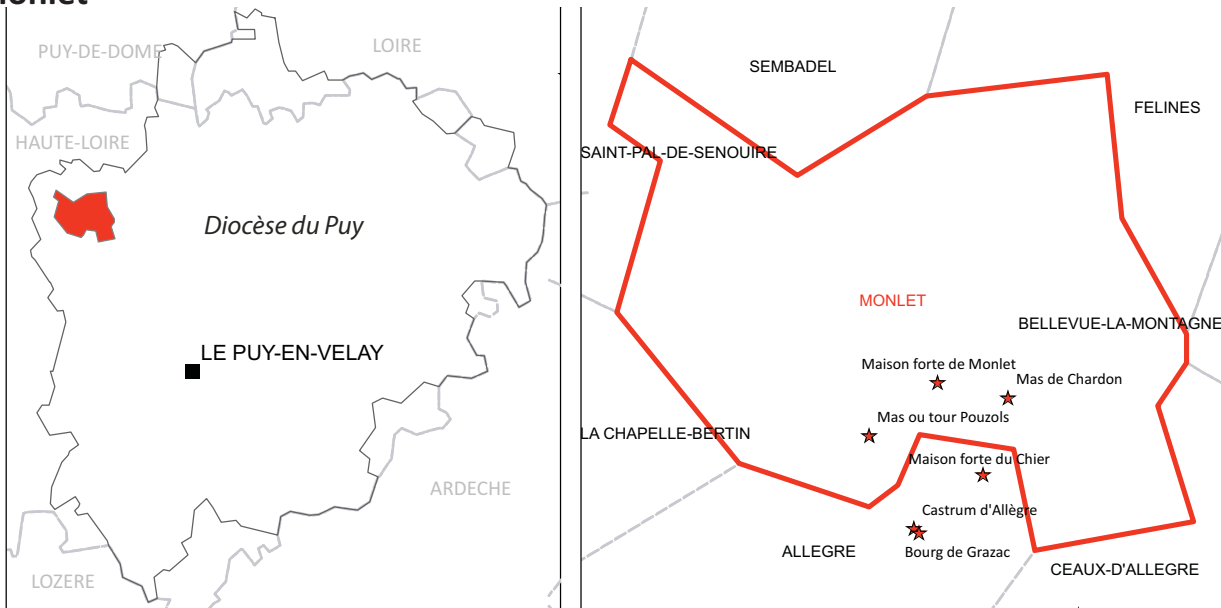 PUY-DE-DOME
LOIRE
HAUTE-LOIRE
Diocèse du Puy
LE PUY-EN-VELAY
ARDECHE
LOZERE
SEMBADEL
FELINES
SAINT-PAL-DE-SENOUIRE
MONLET
BELLEVUE-LA-MONTAGNE
Maison forte de Monlet
Mas de Chardon
Mas ou tour Pouzols
LA CHAPELLE-BERTIN
Maison forte du Chier
Castrum d'Allègre
ALLEGRE
Bourg de Grazac
CEAUX-D'ALLEGRE